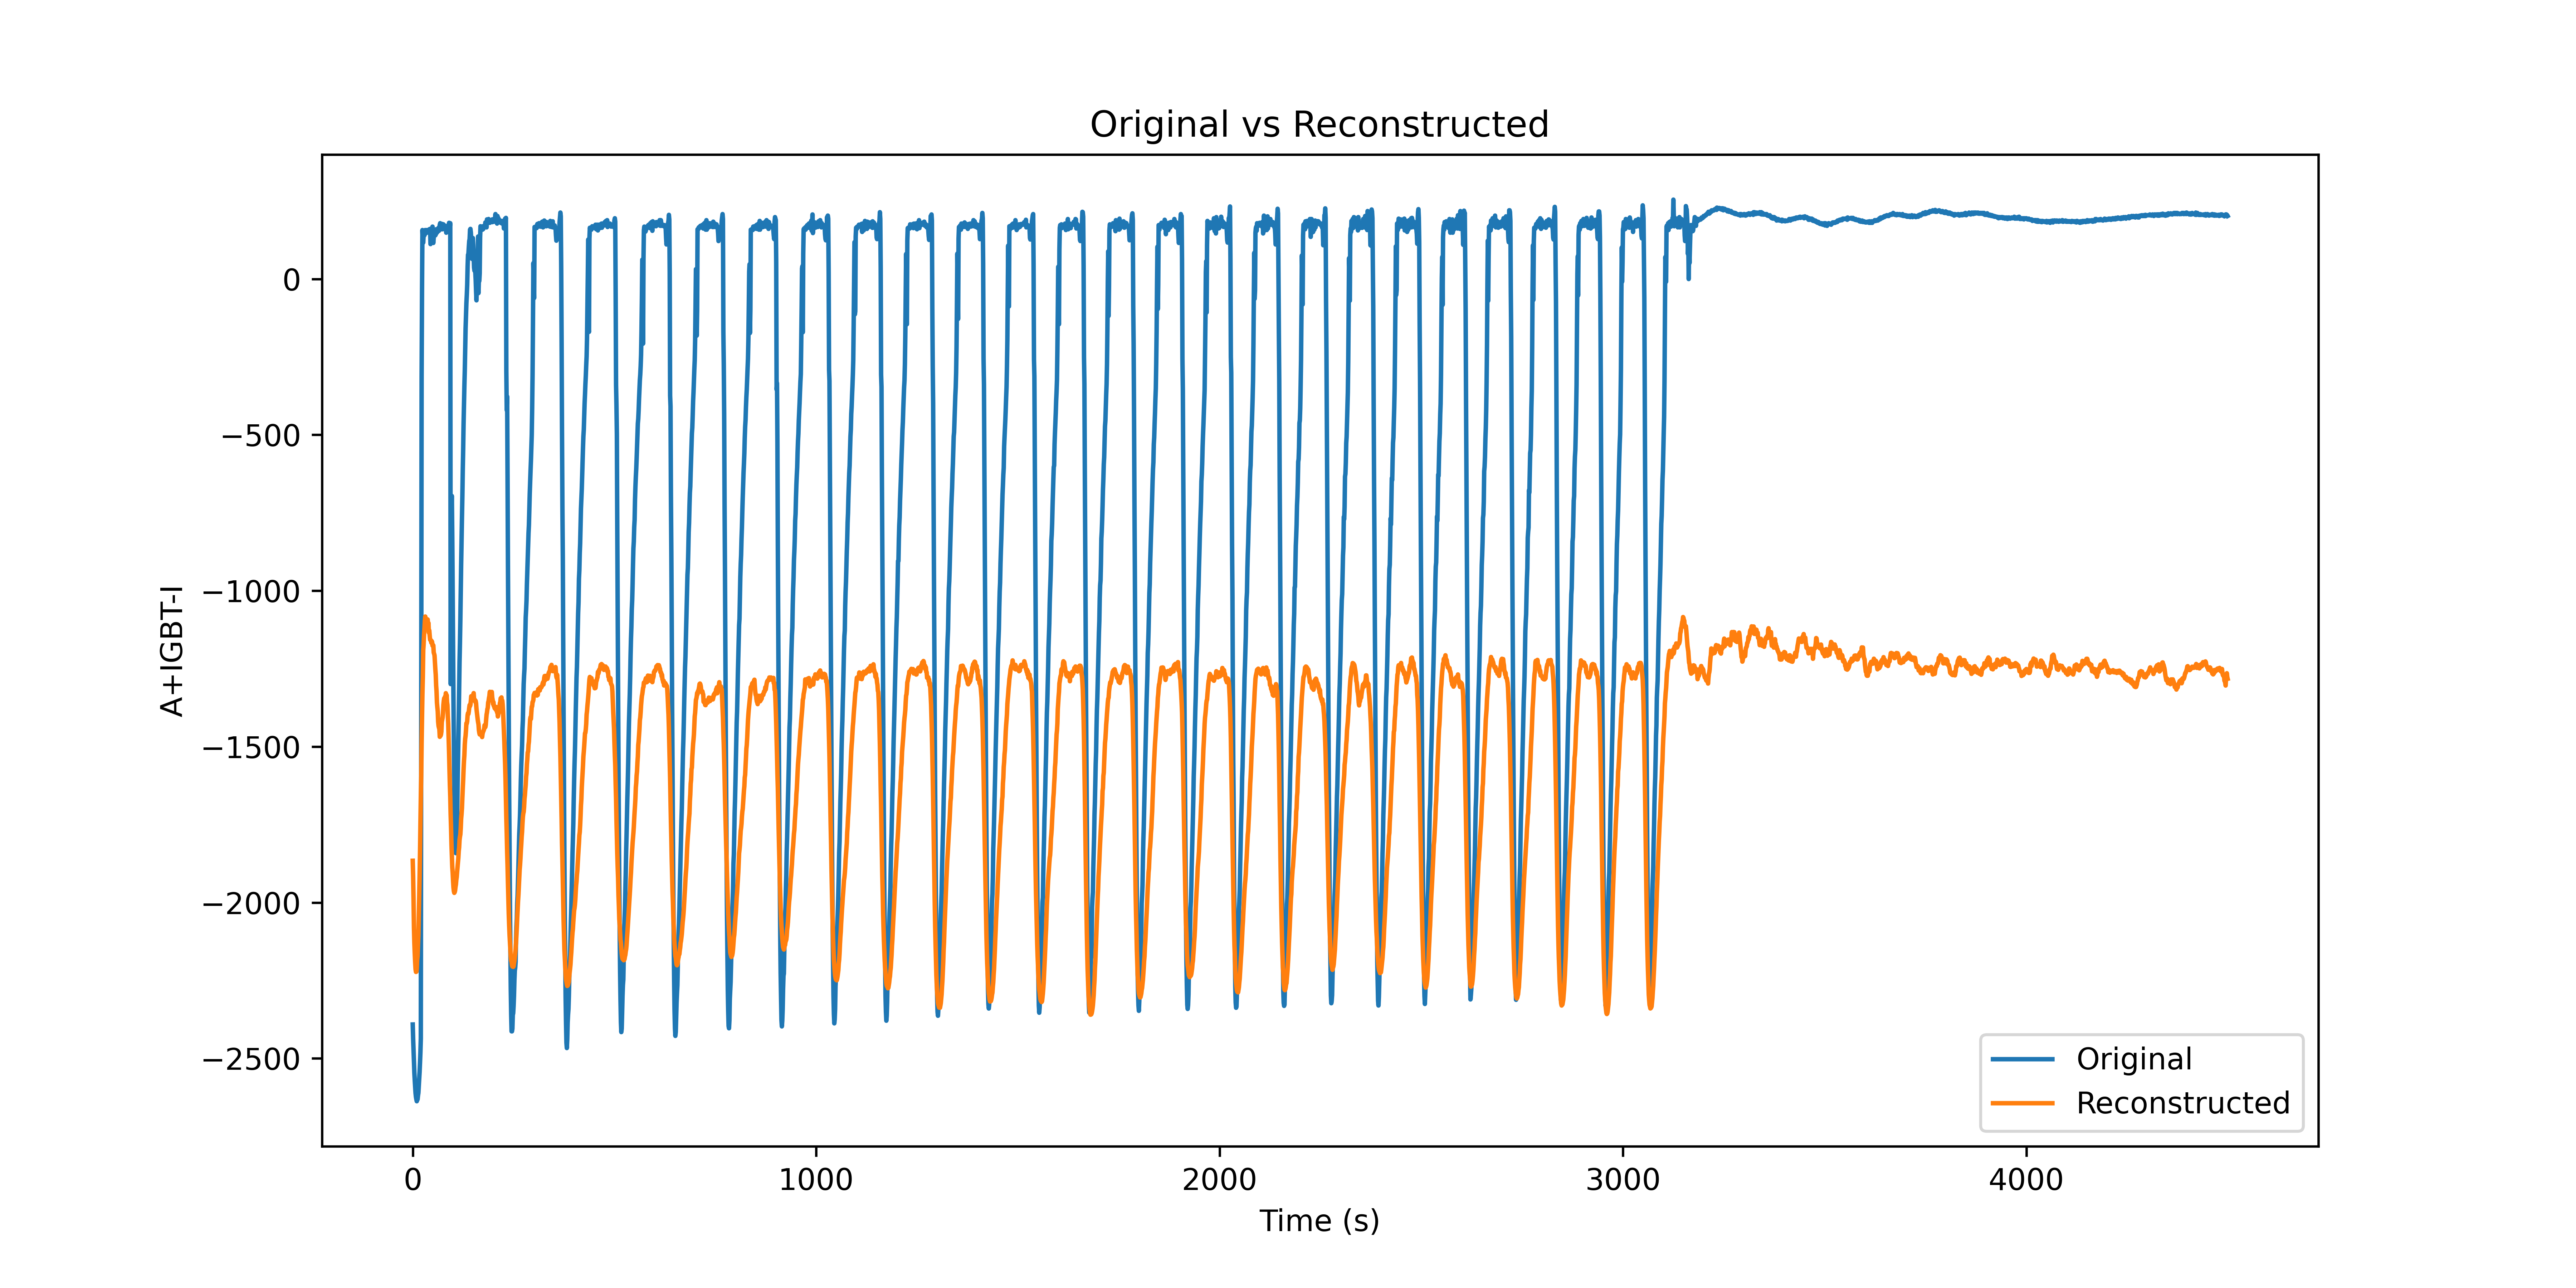 Original vs Reconstructed
A+IGBT-I
0
−500
−1000
−1500
−2000
−2500
0
1000
2000
3000
4000
Time (s)
Original
Reconstructed